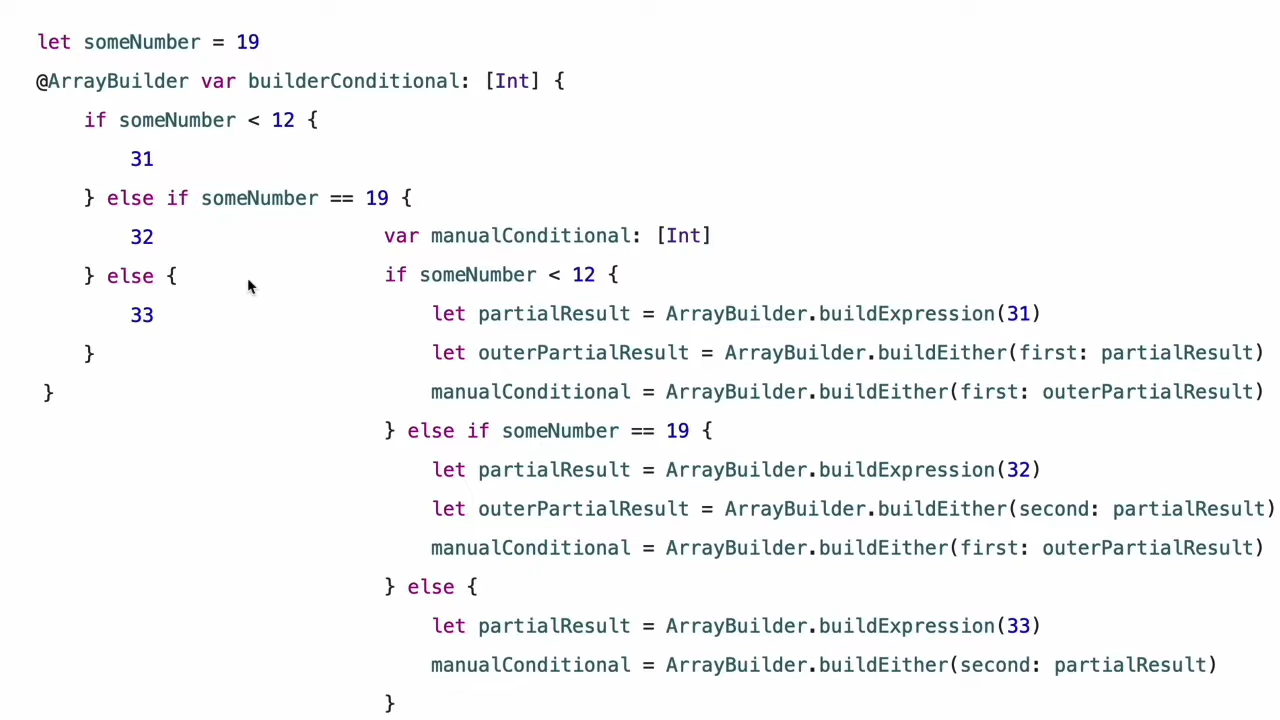 let someNumber = 19
@ArrayBuilder var builderConditional: [Int] {
    if someNumber < 12 {
        31
    } else if someNumber == 19 {
        32
    } else {
        33
    }
}
var manualConditional: [Int]
if someNumber < 12 {
    let partialResult = ArrayBuilder.buildExpression(31)
    let outerPartialResult = ArrayBuilder.buildEither(first: partialResult)
    manualConditional = ArrayBuilder.buildEither(first: outerPartialResult)
} else if someNumber == 19 {
    let partialResult = ArrayBuilder.buildExpression(32)
    let outerPartialResult = ArrayBuilder.buildEither(second: partialResult)
    manualConditional = ArrayBuilder.buildEither(first: outerPartialResult)
} else {
    let partialResult = ArrayBuilder.buildExpression(33)
    manualConditional = ArrayBuilder.buildEither(second: partialResult)
}